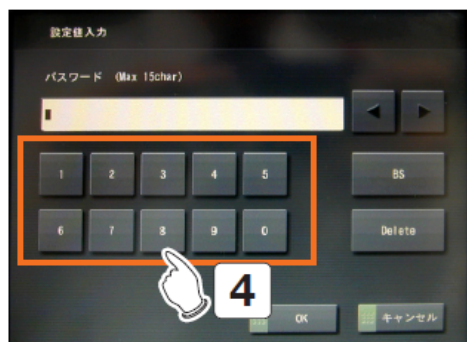 設定値入力
パスワード (Max 15char)
◀ ▶
1 2 3 4 5 BS
6 7 8 9 0 Delete
4
OK キャンセル